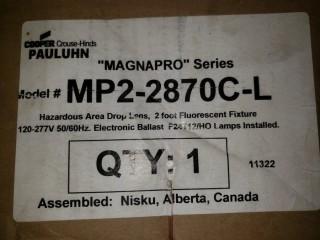 COOPER Crouse-Hinds
PAULUHN
"MAGNAPRO" Series
Model # MP2-2870C-L
Hazardous Area Drop Lens, 2 foot Fluorescent Fixture
120-277V 50/60Hz. Electronic Ballast F24T12/HO Lamps Installed.
QTY: 1
11322
Assembled: Nisku, Alberta, Canada